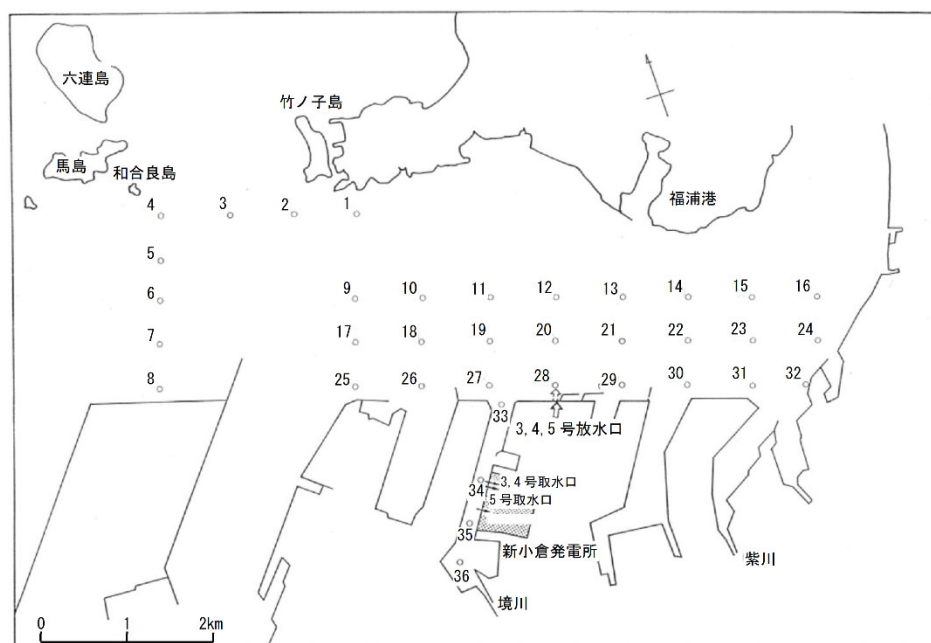 六連島
竹ノ子島
馬島
和合良島
福浦港
4 3 2 1
5
6
9 10 11 12 13 14 15 16
7
17 18 19 20 21 22 23 24
8
25 26 27 28 29 30 31 32
33
3,4,5号放水口
34
3,4号取水口
5号取水口
35
新小倉発電所
36
紫川
境川
0 1 2km